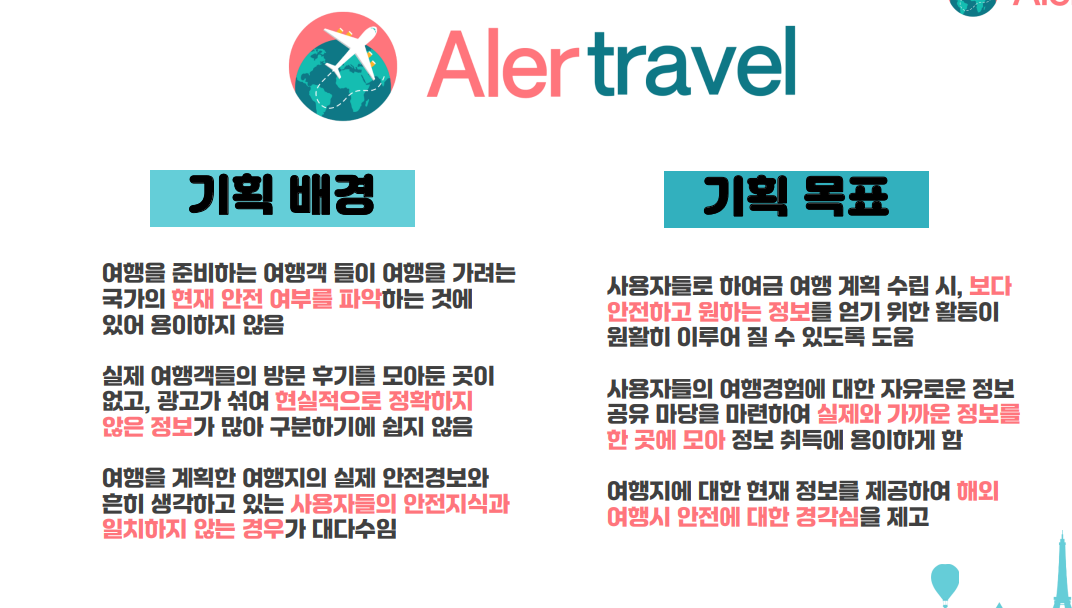 Alertravel
기획 배경
여행을 준비하는 여행객 들이 여행을 가려는
국가의 현재 안전 여부를 파악하는 것에
있어 용이하지 않음
실제 여행객들의 방문 후기를 모아둔 곳이
없고, 광고가 섞여 현실적으로 정확하지
않은 정보가 많아 구분하기에 쉽지 않음
여행을 계획한 여행지의 실제 안전경보와
흔히 생각하고 있는 사용자들의 안전지식과
일치하지 않는 경우가 대다수임
기획 목표
사용자들로 하여금 여행 계획 수립 시, 보다
안전하고 원하는 정보를 얻기 위한 활동이
원활히 이루어 질 수 있도록 도움
사용자들의 여행경험에 대한 자유로운 정보
공유 마당을 마련하여 실제와 가까운 정보를
한 곳에 모아 정보 취득에 용이하게 함
여행지에 대한 현재 정보를 제공하여 해외
여행시 안전에 대한 경각심을 제고